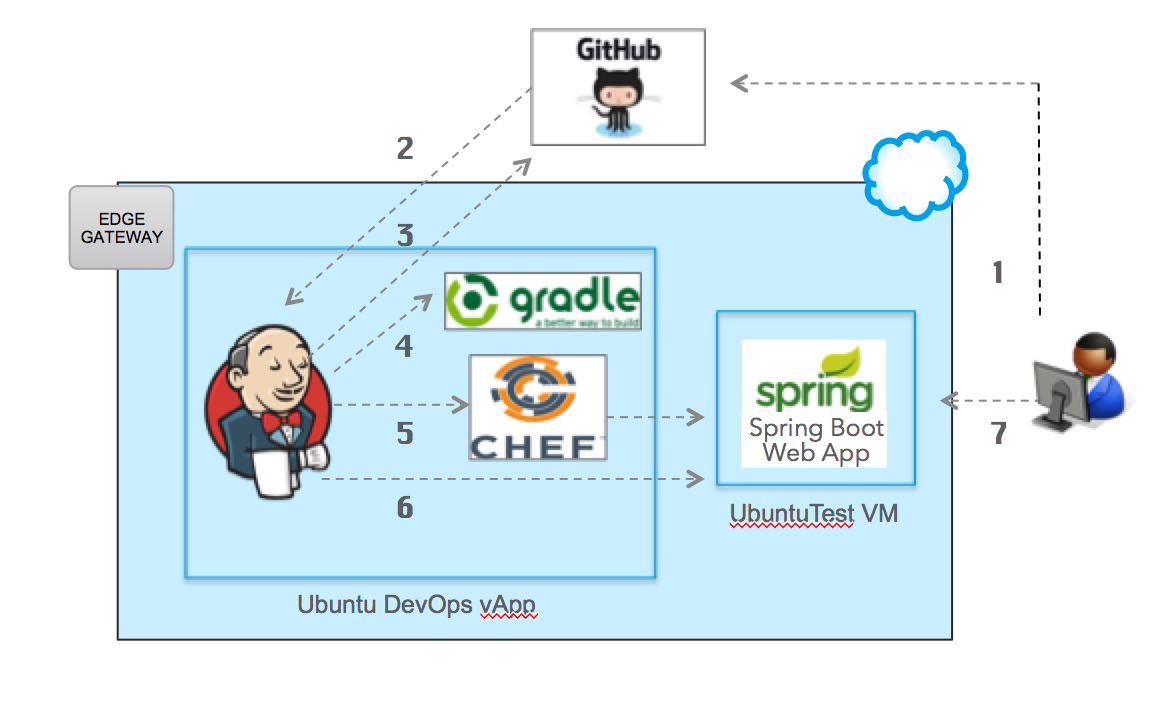 GitHub
2
EDGE
GATEWAY
3
1
gradle
a better way to build
4
spring
Spring Boot
Web App
CHEF
5
7
6
UbuntuTest VM
Ubuntu DevOps vApp